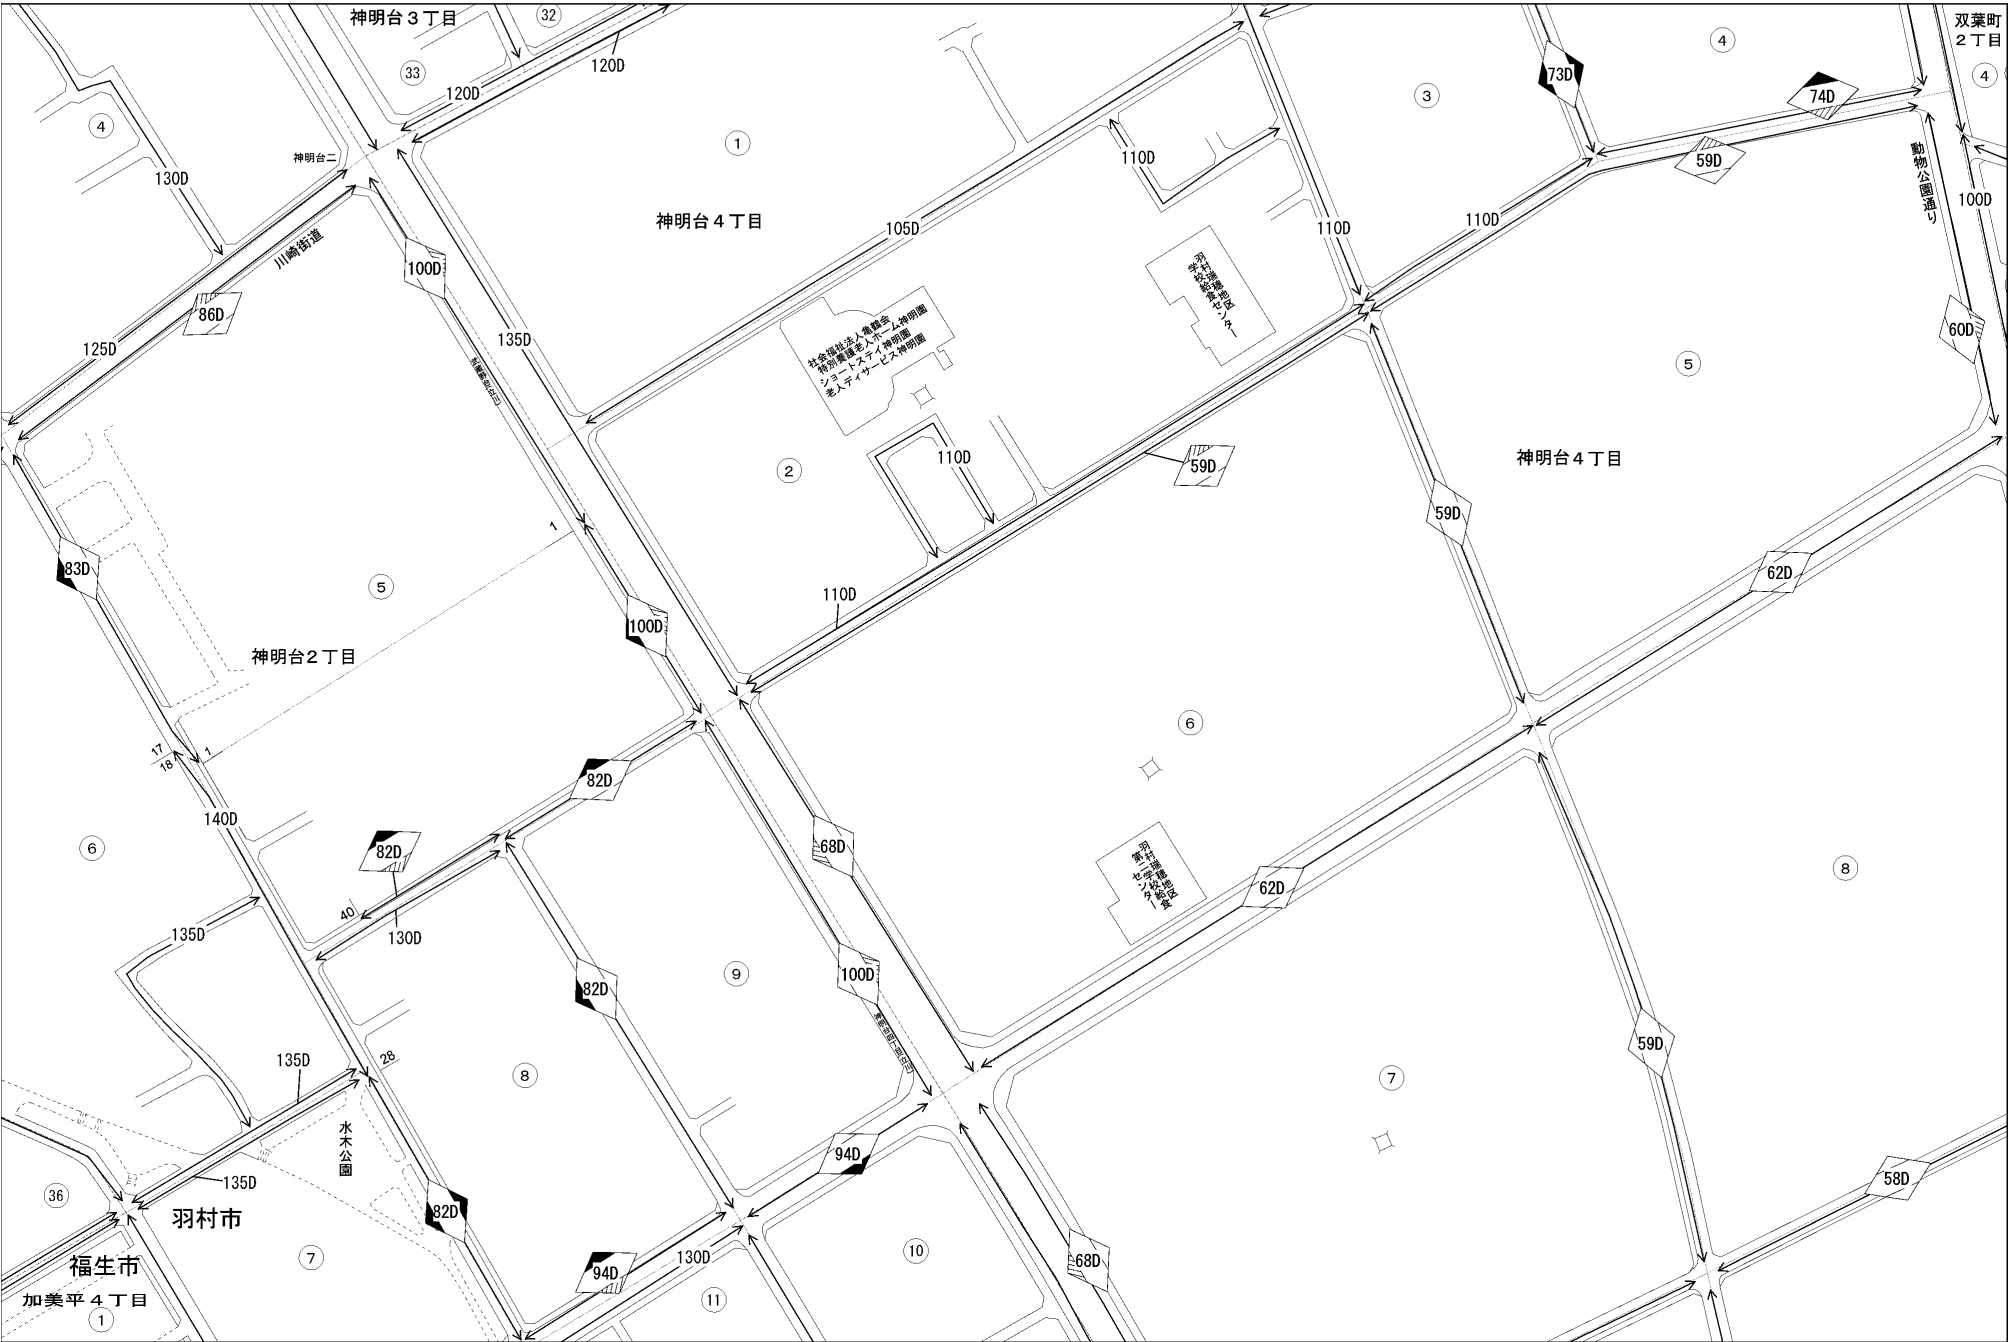 神明台３丁目
32
双葉町
２丁目
33
120D
120D
4
73D
74D
4
4
130D
神明台二
1
3
110D
59D
動物公園通り
100D
川崎街道
神明台４丁目
105D
110D
110D
100D
86D
羽村瑞穂地区
学校給食センター
125D
135D
社会福祉法人亀鶴会
特別養護老人ホーム神明園
ショートステイ神明園
老人デイサービス神明園
60D
5
2
110D
59D
神明台４丁目
59D
1
83D
5
110D
62D
100D
神明台２丁目
17
18
1
6
82D
140D
82D
68D
6
羽村瑞穂地区
第二学校給食
センター
62D
8
40
130D
135D
82D
9
100D
59D
135D
28
8
7
水木公園
94D
135D
36
羽村市
82D
58D
福生市
7
94D
130D
10
68D
加美平４丁目
1
11